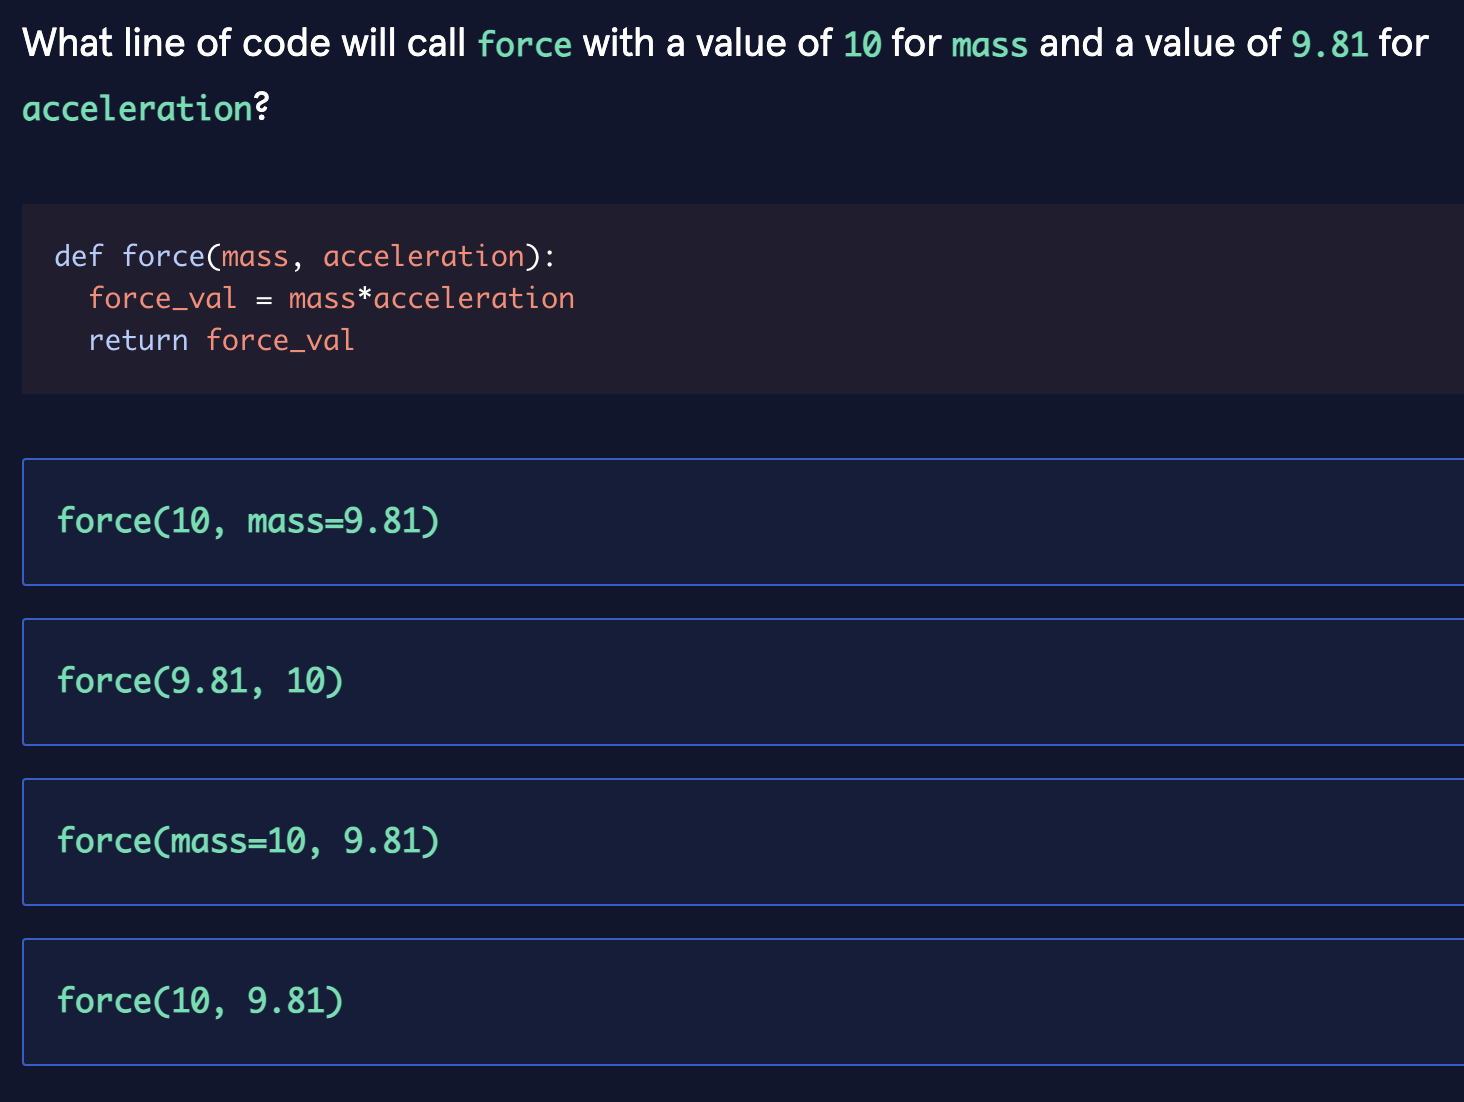 What line of code will call force with a value of 10 for mass and a value of 9.81 for
acceleration?
def force(mass, acceleration):
  force_val = mass*acceleration
  return force_val
force(10, mass=9.81)
force(9.81, 10)
force(mass=10, 9.81)
force(10, 9.81)